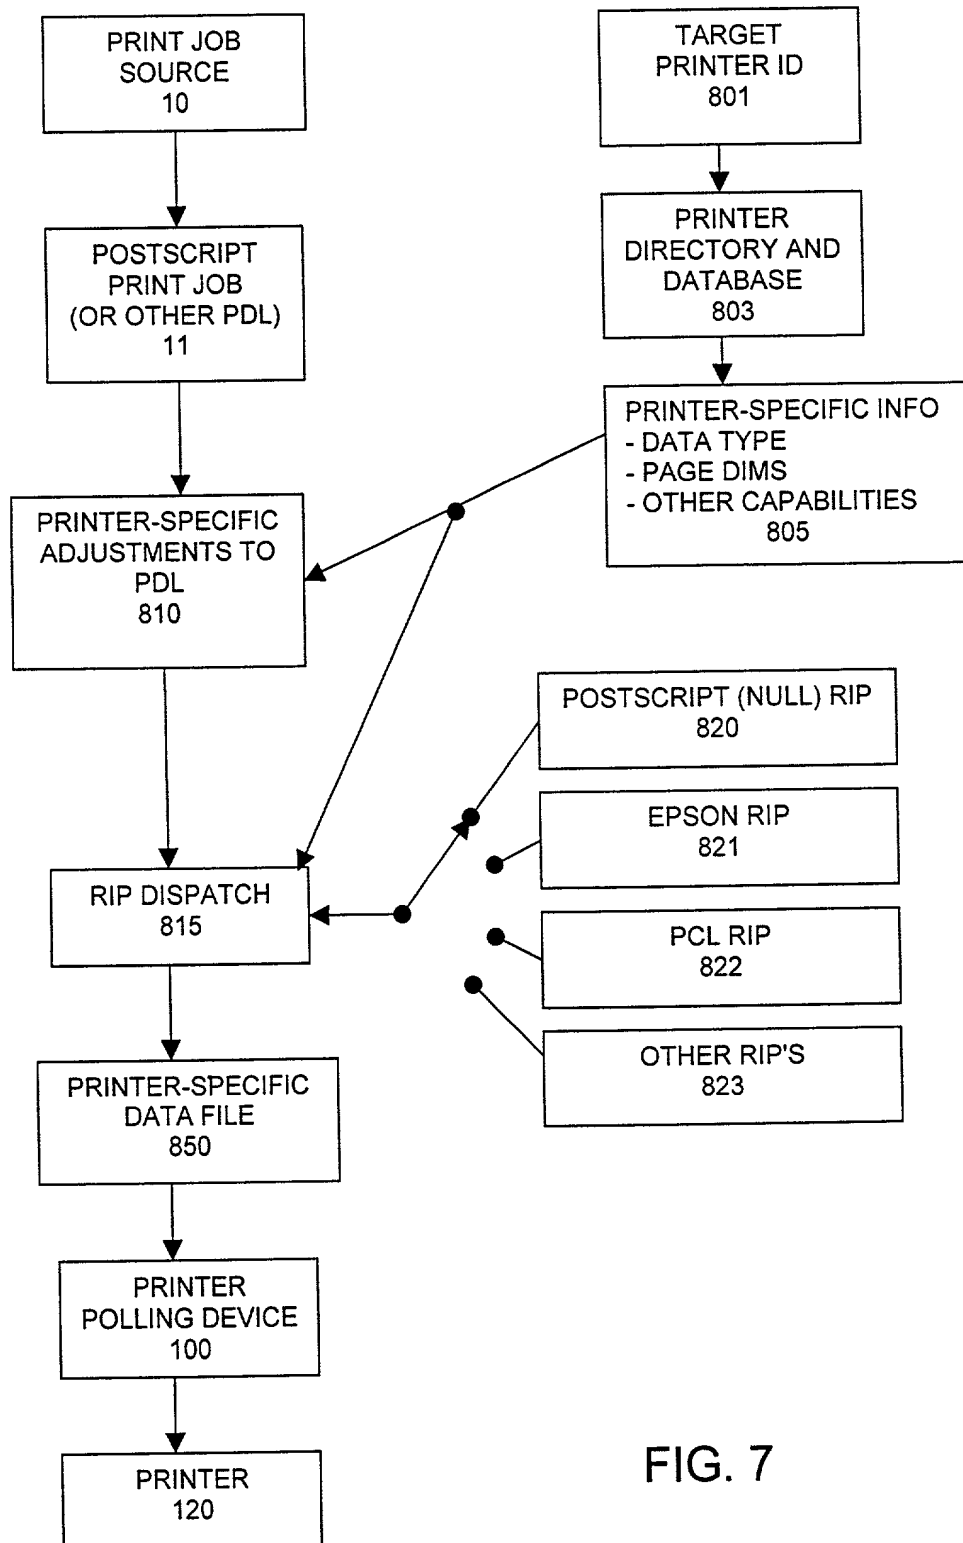 PRINT JOB
SOURCE
10
TARGET
PRINTER ID
801
POSTSCRIPT
PRINT JOB
(OR OTHER PDL)
11
PRINTER
DIRECTORY AND
DATABASE
803
PRINTER-SPECIFIC INFO
- DATA TYPE
- PAGE DIMS
- OTHER CAPABILITIES
805
PRINTER-SPECIFIC
ADJUSTMENTS TO
PDL
810
POSTSCRIPT (NULL) RIP
820
EPSON RIP
821
RIP DISPATCH
815
PCL RIP
822
OTHER RIP'S
823
PRINTER-SPECIFIC
DATA FILE
850
PRINTER
POLLING DEVICE
100
PRINTER
120
FIG. 7